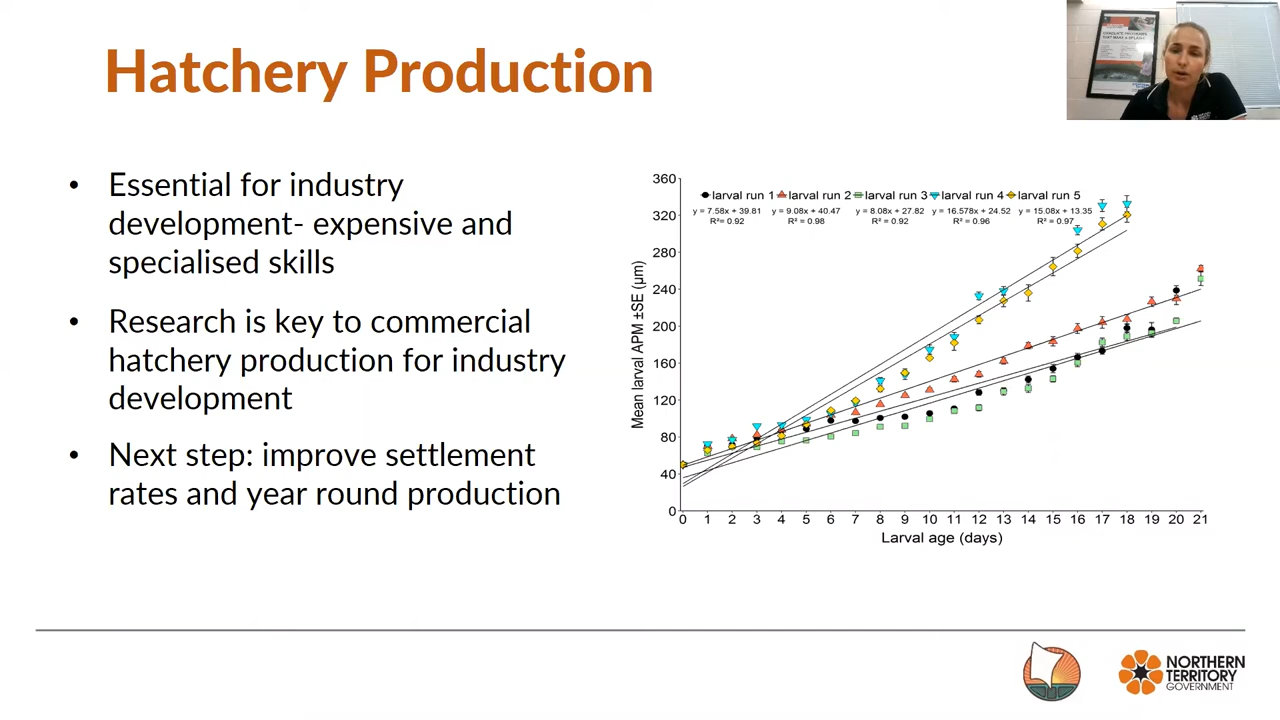 Hatchery Production
• Essential for industry
development- expensive and
specialised skills
• Research is key to commercial
hatchery production for industry
development
• Next step: improve settlement
rates and year round production
larval run 1 larval run 2 larval run 3 larval run 4 larval run 5
y = 7.58x + 39.81 y = 9.08x + 40.47 y = 8.08x + 27.82 y = 16.578x + 24.52 y = 15.08x + 13.35
R²= 0.92 R²= 0.98 R²= 0.92 R²= 0.96 R²= 0.97
360
320
280
240
200
160
120
80
40
0
Mean larval APM ±SE (µm)
0 1 2 3 4 5 6 7 8 9 10 11 12 13 14 15 16 17 18 19 20 21
Larval age (days)
NORTHERN
TERRITORY
GOVERNMENT